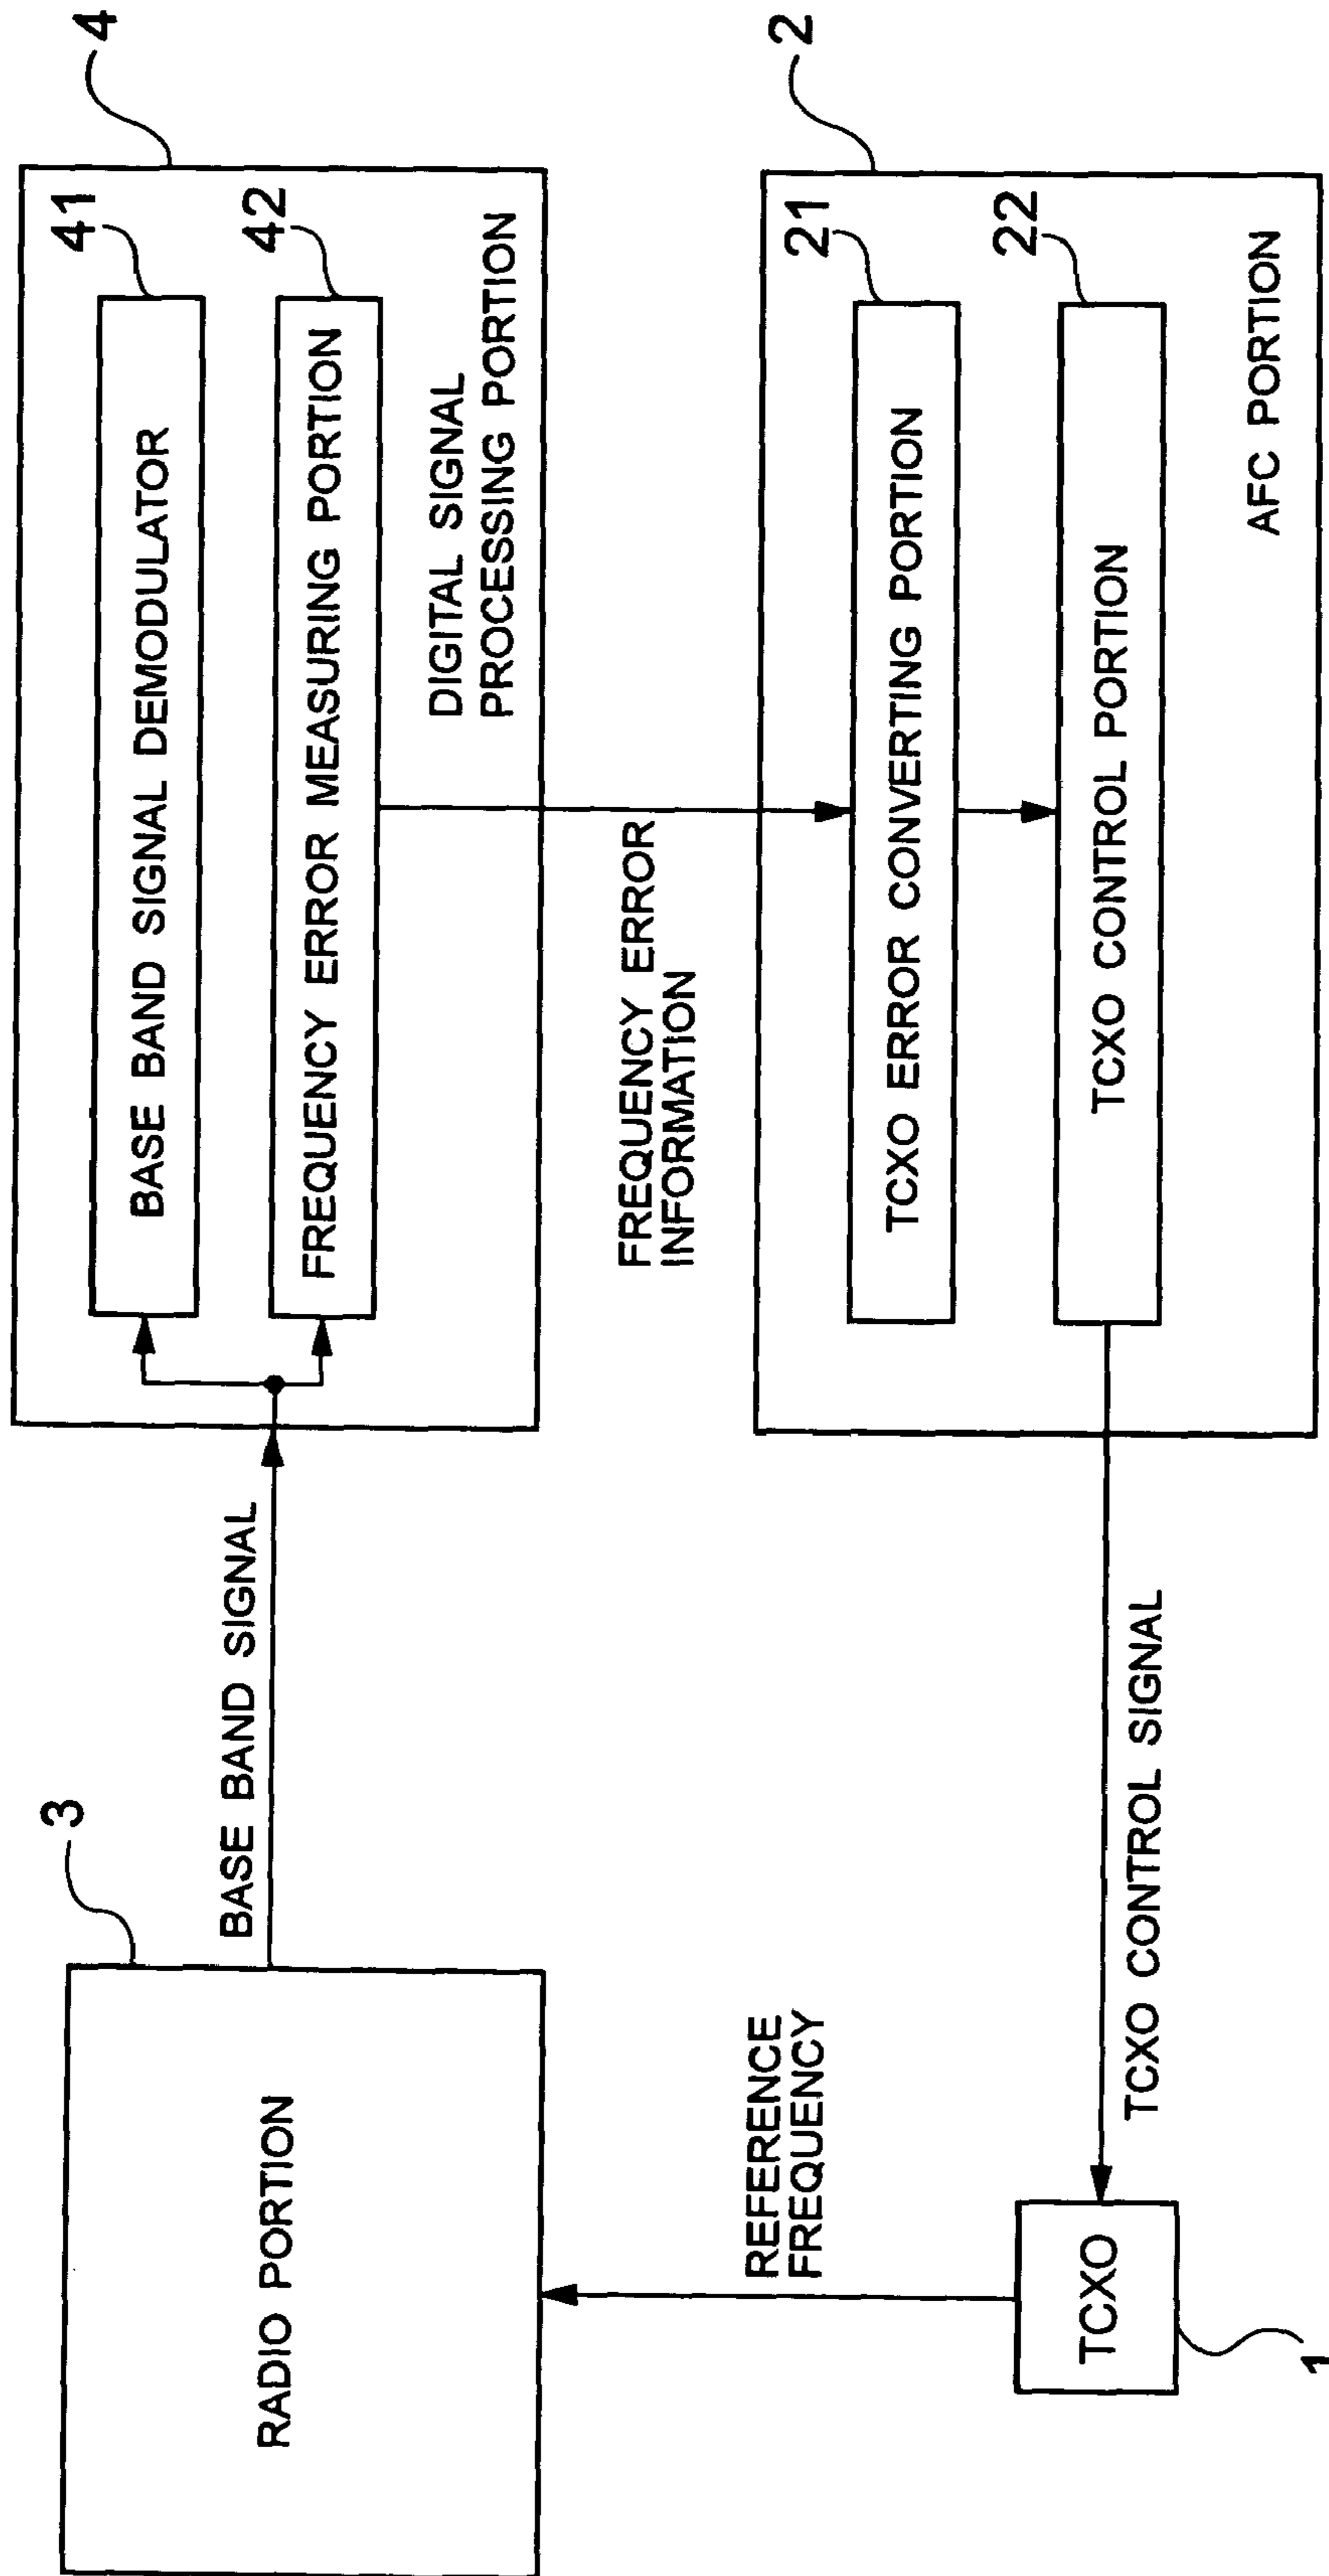 3
RADIO PORTION
BASE BAND SIGNAL
4
41
BASE BAND SIGNAL DEMODULATOR
42
FREQUENCY ERROR MEASURING PORTION
DIGITAL SIGNAL
PROCESSING PORTION
REFERENCE
FREQUENCY
FREQUENCY ERROR
INFORMATION
2
21
TCXO ERROR CONVERTING PORTION
22
TCXO CONTROL PORTION
AFC PORTION
TCXO
1
TCXO CONTROL SIGNAL